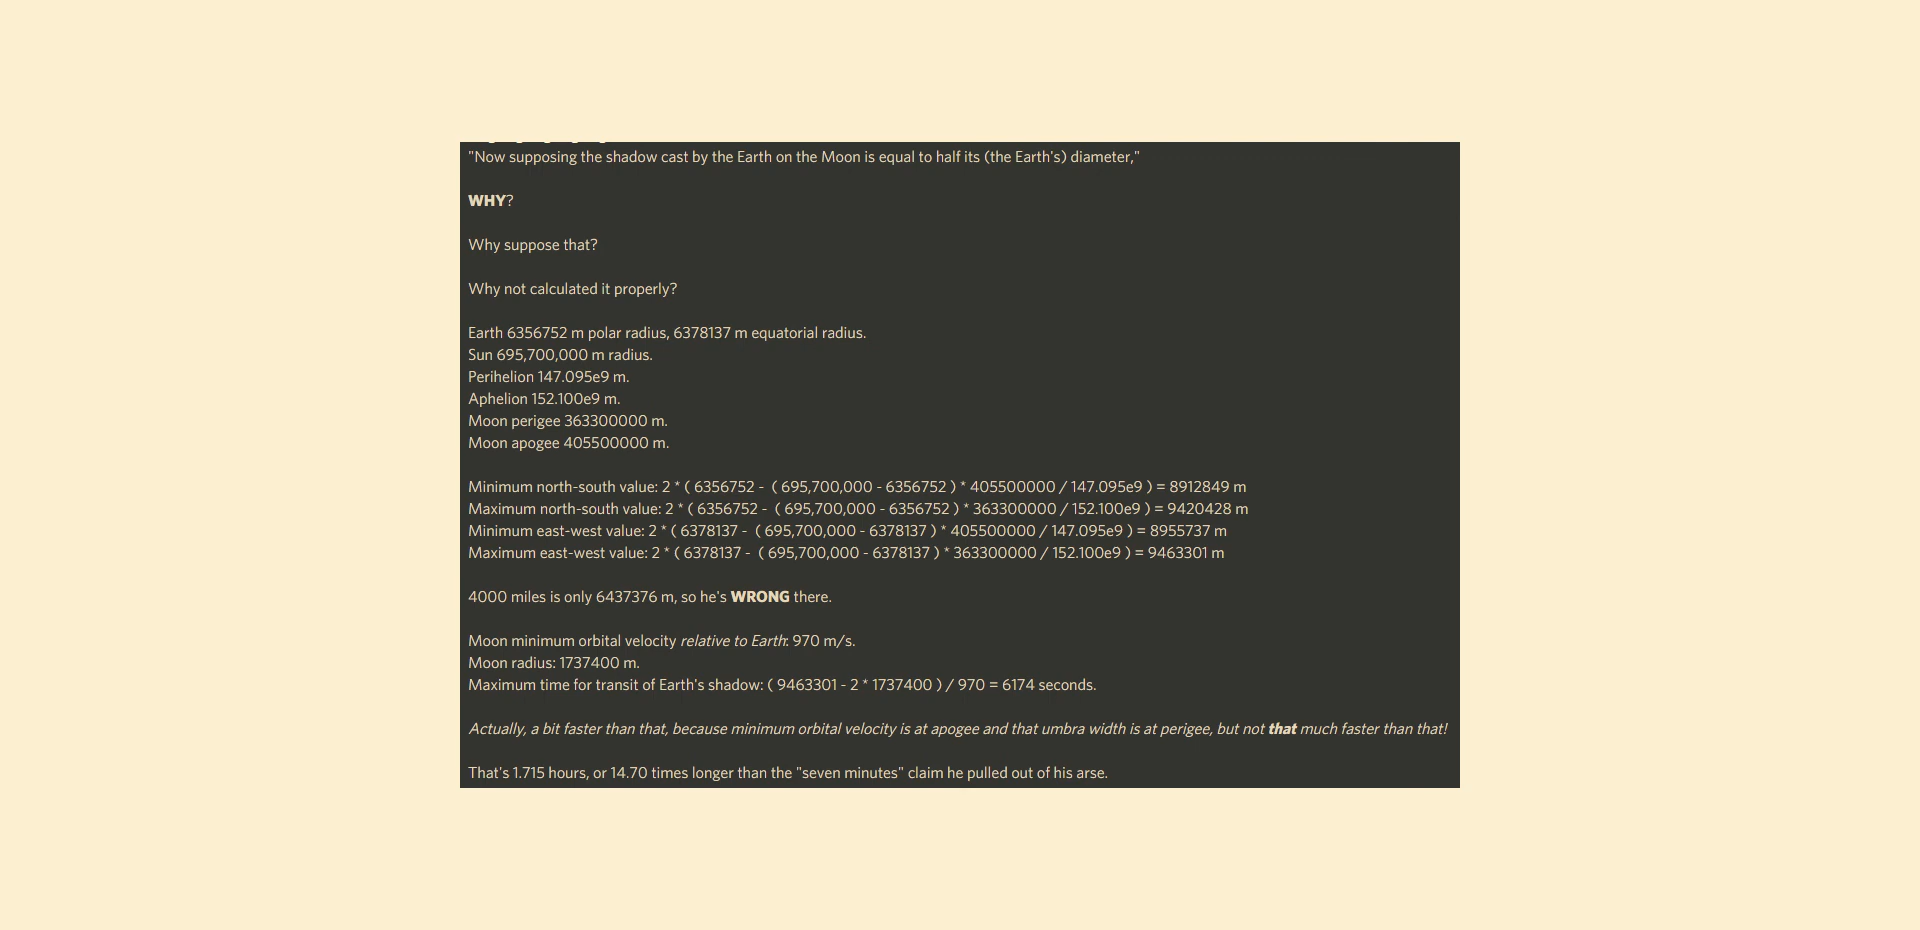 "Now supposing the shadow cast by the Earth on the Moon is equal to half its (the Earth's) diameter,"
WHY?
Why suppose that?
Why not calculated it properly?
Earth 6356752 m polar radius, 6378137 m equatorial radius.
Sun 695,700,000 m radius.
Perihelion 147.095e9 m.
Aphelion 152.100e9 m.
Moon perigee 363300000 m.
Moon apogee 405500000 m.
Minimum north-south value: 2 * ( 6356752 - ( 695,700,000 - 6356752 ) * 405500000 / 147.095e9 ) = 8912849 m
Maximum north-south value: 2 * ( 6356752 - ( 695,700,000 - 6356752 ) * 363300000 / 152.100e9 ) = 9420428 m
Minimum east-west value: 2 * ( 6378137 - ( 695,700,000 - 6378137 ) * 405500000 / 147.095e9 ) = 8955737 m
Maximum east-west value: 2 * ( 6378137 - ( 695,700,000 - 6378137 ) * 363300000 / 152.100e9 ) = 9463301 m
4000 miles is only 6437376 m, so he's WRONG there.
Moon minimum orbital velocity relative to Earth: 970 m/s.
Moon radius: 1737400 m.
Maximum time for transit of Earth's shadow: ( 9463301 - 2 * 1737400 ) / 970 = 6174 seconds.
Actually, a bit faster than that, because minimum orbital velocity is at apogee and that umbra width is at perigee, but not that much faster than that!
That's 1.715 hours, or 14.70 times longer than the "seven minutes" claim he pulled out of his arse.